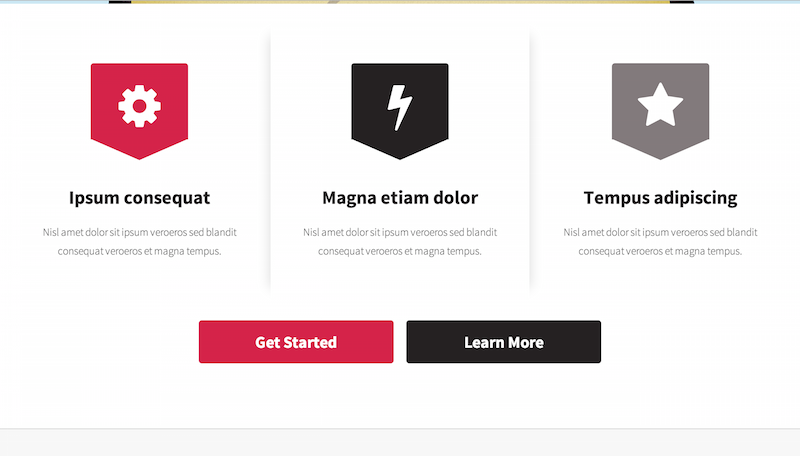 Ipsum consequat
Nisl amet dolor sit ipsum veroeros sed blandit
consequat veroeros et magna tempus.
Magna etiam dolor
Nisl amet dolor sit ipsum veroeros sed blandit
consequat veroeros et magna tempus.
Tempus adipiscing
Nisl amet dolor sit ipsum veroeros sed blandit
consequat veroeros et magna tempus.
Get Started
Learn More